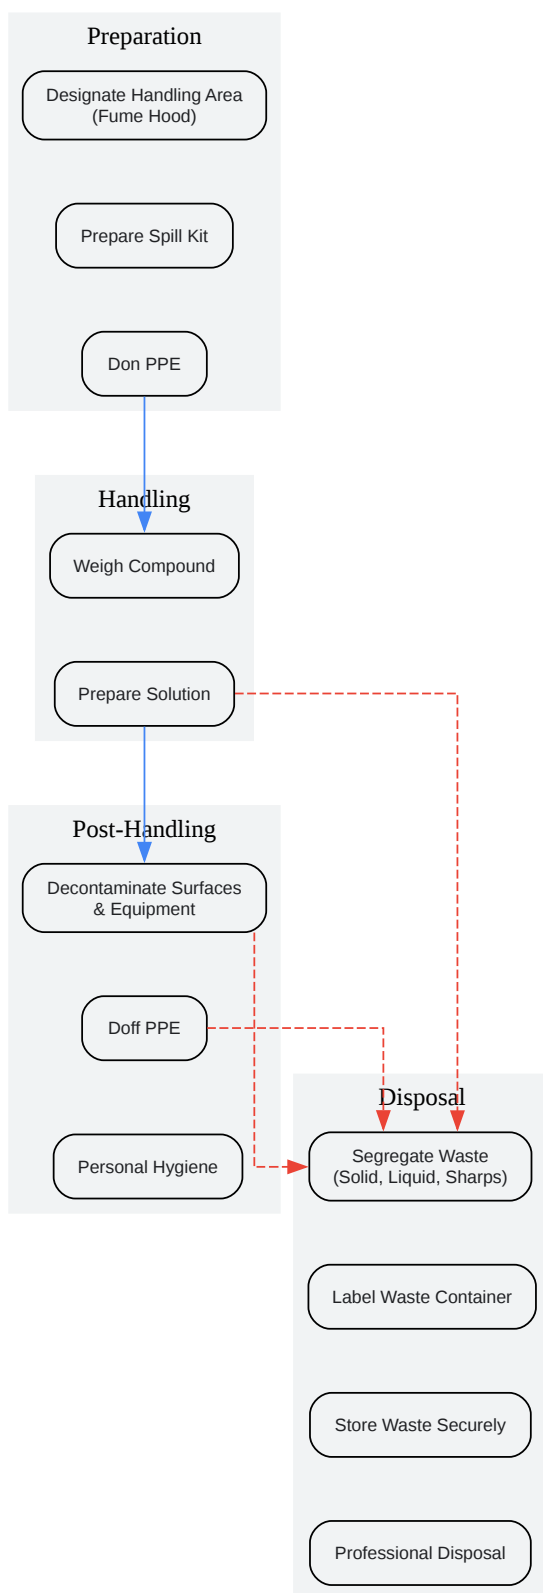 Preparation
Designate Handling Area
(Fume Hood)
Prepare Spill Kit
Don PPE
Handling
Weigh Compound
Prepare Solution
Post-Handling
Decontaminate Surfaces
& Equipment
Doff PPE
Personal Hygiene
Disposal
Segregate Waste
(Solid, Liquid, Sharps)
Label Waste Container
Store Waste Securely
Professional Disposal